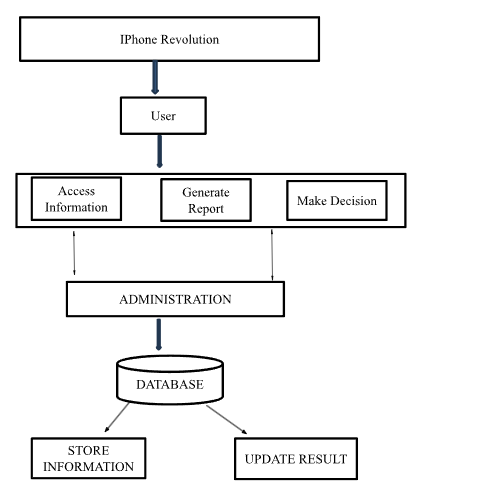 IPhone Revolution
User
Access
Information
Generate
Report
Make Decision
ADMINISTRATION
DATABASE
STORE
INFORMATION
UPDATE RESULT